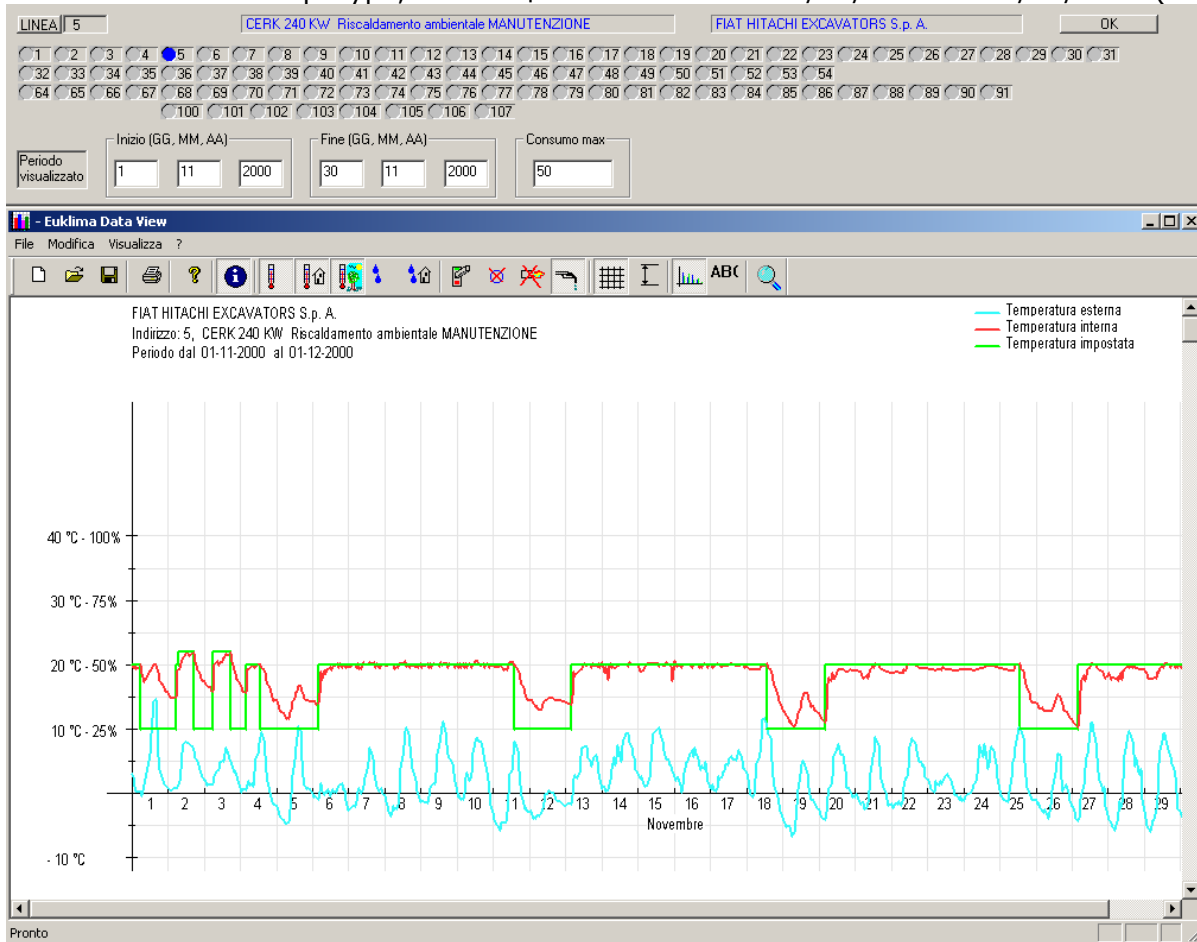 LINEA 5 CERK 240 KW Riscaldamento ambientale MANUTENZIONE FIAT HITACHI EXCAVATORS S.p. A. OK
1 2 3 4 5 6 7 8 9 10 11 12 13 14 15 16 17 18 19 20 21 22 23 24 25 26 27 28 29 30 31
32 33 34 35 36 37 38 39 40 41 42 43 44 45 46 47 48 49 50 51 52 53 54
64 65 66 67 68 69 70 71 72 73 74 75 76 77 78 79 80 81 82 83 84 85 86 87 88 89 90 91
100 101 102 103 104 105 106 107
Inizio (GG, MM, AA) Fine (GG, MM, AA) Consumo max
Periodo
visualizzato
1 11 2000 30 11 2000 50
- Euklima Data View
File Modifica Visualizza ?
ABC
FIAT HITACHI EXCAVATORS S.p. A.
Indirizzo: 5, CERK 240 KW Riscaldamento ambientale MANUTENZIONE
Periodo dal 01-11-2000 al 01-12-2000
Temperatura esterna
Temperatura interna
Temperatura impostata
40 °C - 100%
30 °C - 75%
20 °C - 50%
10 °C - 25%
1 2 3 4 5 6 7 8 9 10 11 12 13 14 15 16 17 18 19 20 21 22 23 24 25 26 27 28 29
Novembre
- 10 °C
Pronto